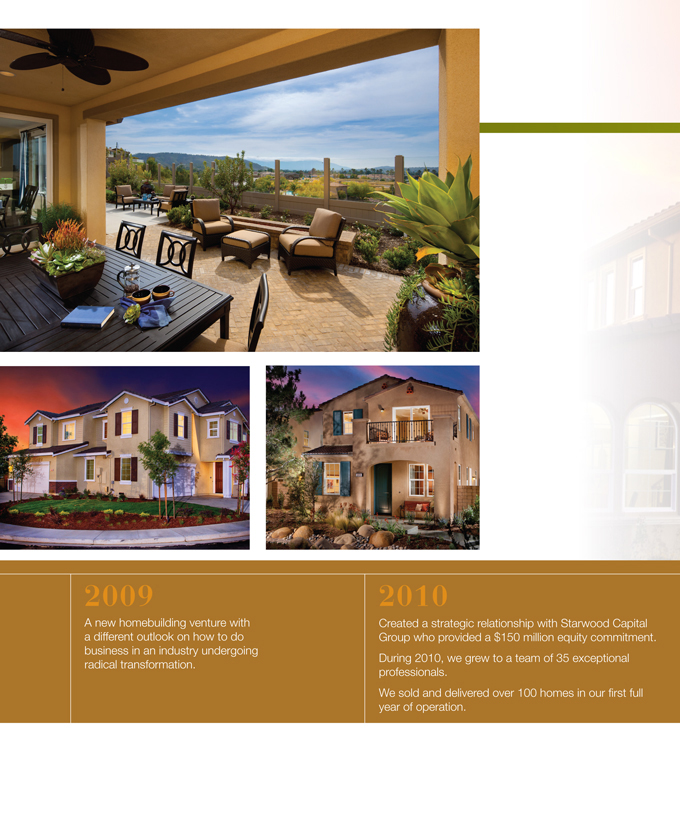 2009
A new homebuilding venture with
a different outlook on how to do
business in an industry undergoing
radical transformation.
2010
Created a strategic relationship with Starwood Capital
Group who provided a $150 million equity commitment.
During 2010, we grew to a team of 35 exceptional
professionals.
We sold and delivered over 100 homes in our first full
year of operation.